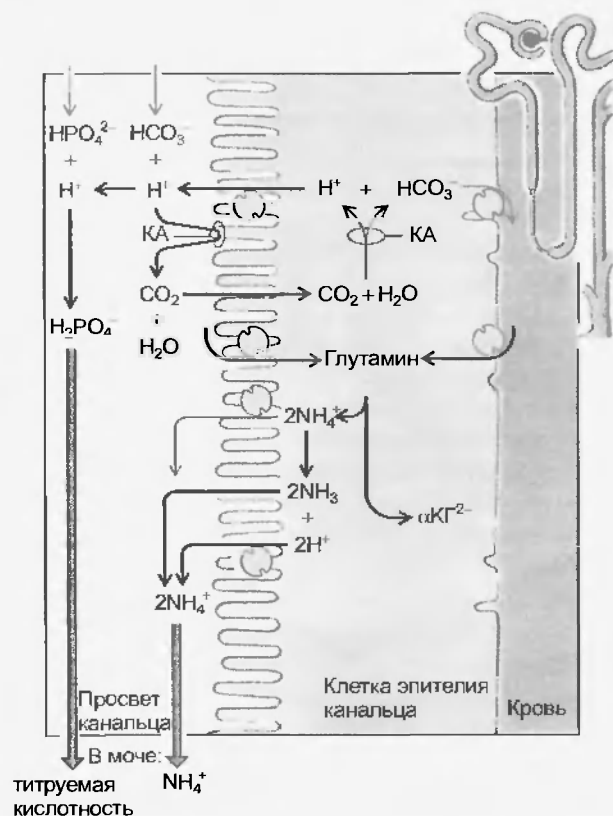 HPO₄²⁻ HCO₃⁻
+ +
H⁺ H⁺ H⁺ + HCO₃⁻
КА КА
CO₂ CO₂ + H₂O
H₂PO₄⁻ +
H₂O
Глутамин
2NH₄⁺
2NH₃
+ αКГ²⁻
2H⁺
2NH₄⁺
Просвет
канальца
Клетка эпителия
канальца
Кровь
В моче:
титруемая
кислотность
NH₄⁺